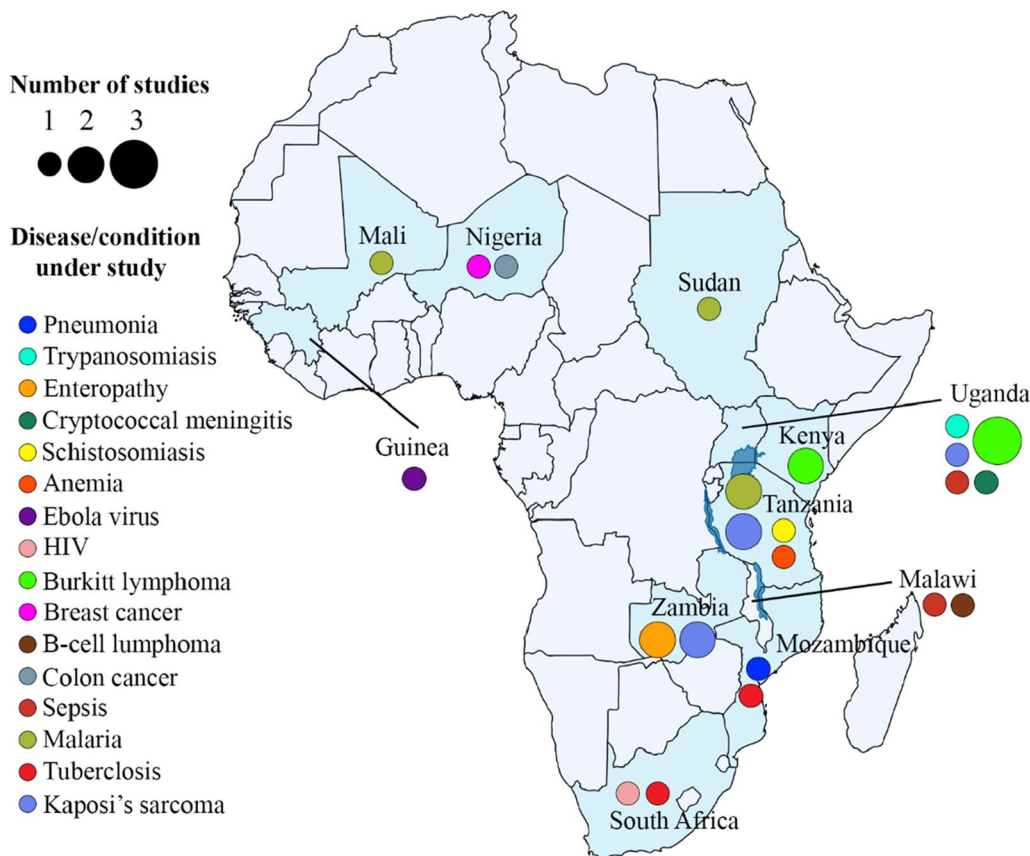 Number of studies
1 2 3
Disease/condition
under study
Pneumonia
Trypanosomiasis
Enteropathy
Cryptococcal meningitis
Schistosomiasis
Anemia
Ebola virus
HIV
Burkitt lymphoma
Breast cancer
B-cell lumphoma
Colon cancer
Sepsis
Malaria
Tuberclosis
Kaposi's sarcoma
Mali
Nigeria
Sudan
Guinea
Uganda
Kenya
Tanzania
Malawi
Zambia
Mozambique
South Africa